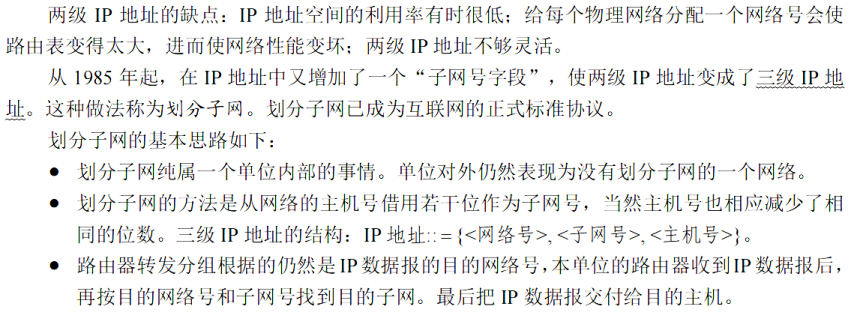 两级 IP 地址的缺点：IP 地址空间的利用率有时很低；给每个物理网络分配一个网络号会使
路由表变得太大，进而使网络性能变坏；两级 IP 地址不够灵活。
从 1985 年起，在 IP 地址中又增加了一个“子网号字段”，使两级 IP 地址变成了三级 IP 地
址。这种做法称为划分子网。划分子网已成为互联网的正式标准协议。
划分子网的基本思路如下：
● 划分子网纯属一个单位内部的事情。单位对外仍然表现为没有划分子网的一个网络。
● 划分子网的方法是从网络的主机号借用若干位作为子网号，当然主机号也相应减少了相
同的位数。三级 IP 地址的结构：IP 地址::={<网络号>, <子网号>, <主机号>}。
● 路由器转发分组根据的仍然是 IP 数据报的目的网络号，本单位的路由器收到 IP 数据报后，
再按目的网络号和子网号找到目的子网。最后把 IP 数据报交付给目的主机。